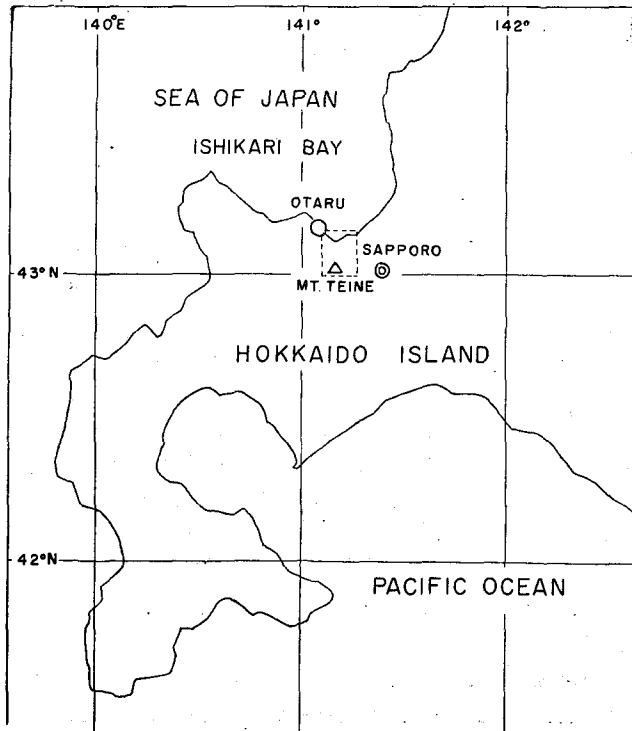 140°E 141° 142°
SEA OF JAPAN
ISHIKARI BAY
OTARU
SAPPORO
43°N
MT. TEINE
HOKKAIDO ISLAND
42°N
PACIFIC OCEAN